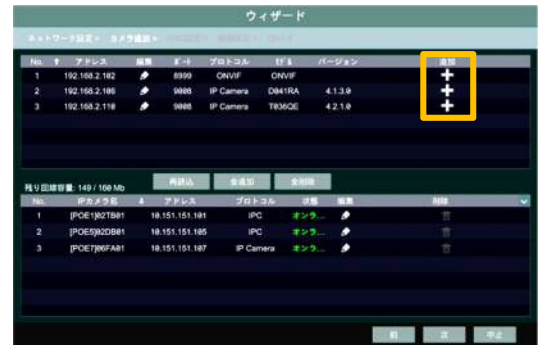 ウィザード
ネットワーク設定> カメラ増設>
No. ↑ アドレス 編集 ポート プロトコル モデル バージョン 追加
1 192.168.2.102 8999 ONVIF ONVIF
2 192.168.2.106 9008 IP Camera D041RA 4.1.3.0
3 192.168.2.110 9008 IP Camera T036QE 4.2.1.0
残り回線容量: 149 / 160 Mb 再読込 全追加 全削除
No. IPカメラ名 アドレス プロトコル 状態 編集 削除
1 [POE1]02TB01 10.151.151.101 IPC オンラ...
2 [POE5]02DB01 10.151.151.105 IPC オンラ...
3 [POE7]06FA01 10.151.151.107 IP Camera オンラ...
前 次 中止